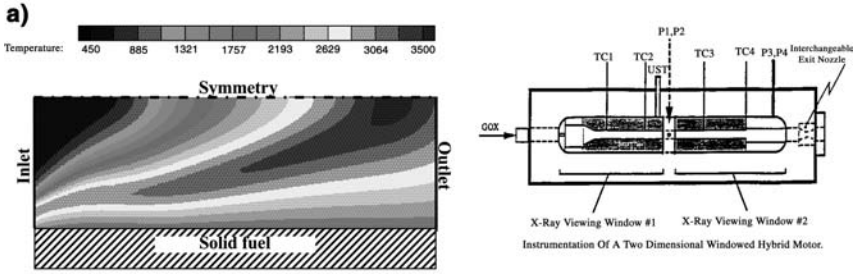 a)
Temperature: 450 885 1321 1757 2193 2629 3064 3500
Symmetry
Inlet
Outlet
Solid fuel
P1,P2
TC1 TC2 TC3 TC4 P3,P4
UST
Interchangeable
Exit Nozzle
GOX
X-Ray Viewing Window #1 X-Ray Viewing Window #2
Instrumentation Of A Two Dimensional Windowed Hybrid Motor.